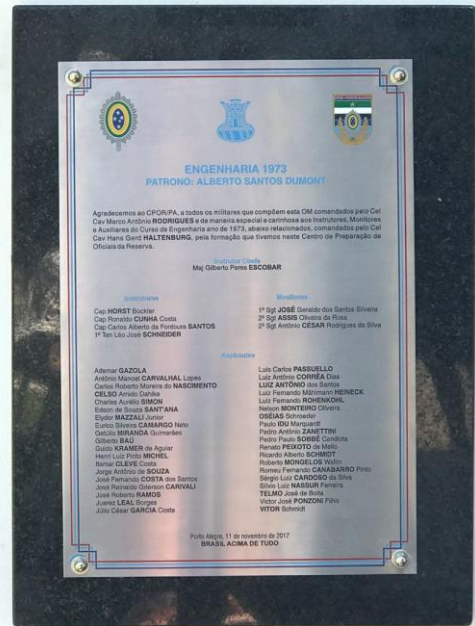 ENGENHARIA 1973
PATRONO: ALBERTO SANTOS DUMONT
Agradecemos ao CPOR/PA, a todos os militares que compõem esta OM comandados pelo Cel
Cav Marco Antônio RODRIGUES e de maneira especial e carinhosa aos Instrutores, Monitores
e Auxiliares do Curso de Engenharia ano de 1973, abaixo relacionados, comandados pelo Cel
Cav Hans Gerd HALTENBURG, pela formação que tivemos neste Centro de Preparação de
Oficiais da Reserva.
Instrutor Chefe
Maj Gilberto Peres ESCOBAR
Instrutores
Cap HORST Bockler
Cap Ronaldo CUNHA Costa
Cap Carlos Alberto da Fontoura SANTOS
1º Ten Léo José SCHNEIDER
Monitores
1º Sgt JOSÉ Geraldo dos Santos Silveira
2º Sgt ASSIS Oliveira da Rosa
2º Sgt Antônio CÉSAR Rodrigues da Silva
Aspirantes
Ademar GAZOLA
Antônio Manoel CARVALHAL Lopes
Carlos Roberto Moreira do NASCIMENTO
CELSO Arnido Dahlke
Charles Aurélio SIMON
Edison de Souza SANT'ANA
Elydor MAZZALI Junior
Eurico Silveira CAMARGO Neto
Getúlio MIRANDA Guimarães
Gilberto BAÚ
Guido KRAMER de Aguiar
Henri Luiz Pinto MICHEL
Itamar CLEVE Costa
Jorge Antônio de SOUZA
José Fernando COSTA dos Santos
José Reinaldo Grierson CARIVALI
José Roberto RAMOS
Juarez LEAL Borges
Júlio César GARCIA Costa
Luis Carlos PASSUELLO
Luiz Antônio CORRÊA Dias
LUIZ ANTÔNIO dos Santos
Luiz Fernando Mählmann HEINECK
Luis Fernando ROHENKOHL
Nelson MONTEIRO Oliveira
OSÉIAS Schroeder
Paulo IDU Marquardt
Pedro Antônio ZANETTINI
Pedro Paulo SOBBÉ Candiota
Renato PEIXOTO de Mello
Ricardo Alberto SCHMIDT
Roberto MONGELOS Wallin
Romeu Fernando CANABARRO Pinto
Sérgio Luiz CARDOSO da Silva
Sílvio Luiz NASSUR Ferreira
TELMO José de Boita
Victor José PONZONI Filho
VITOR Schmidt
Porto Alegre, 11 de novembro de 2017
BRASIL ACIMA DE TUDO